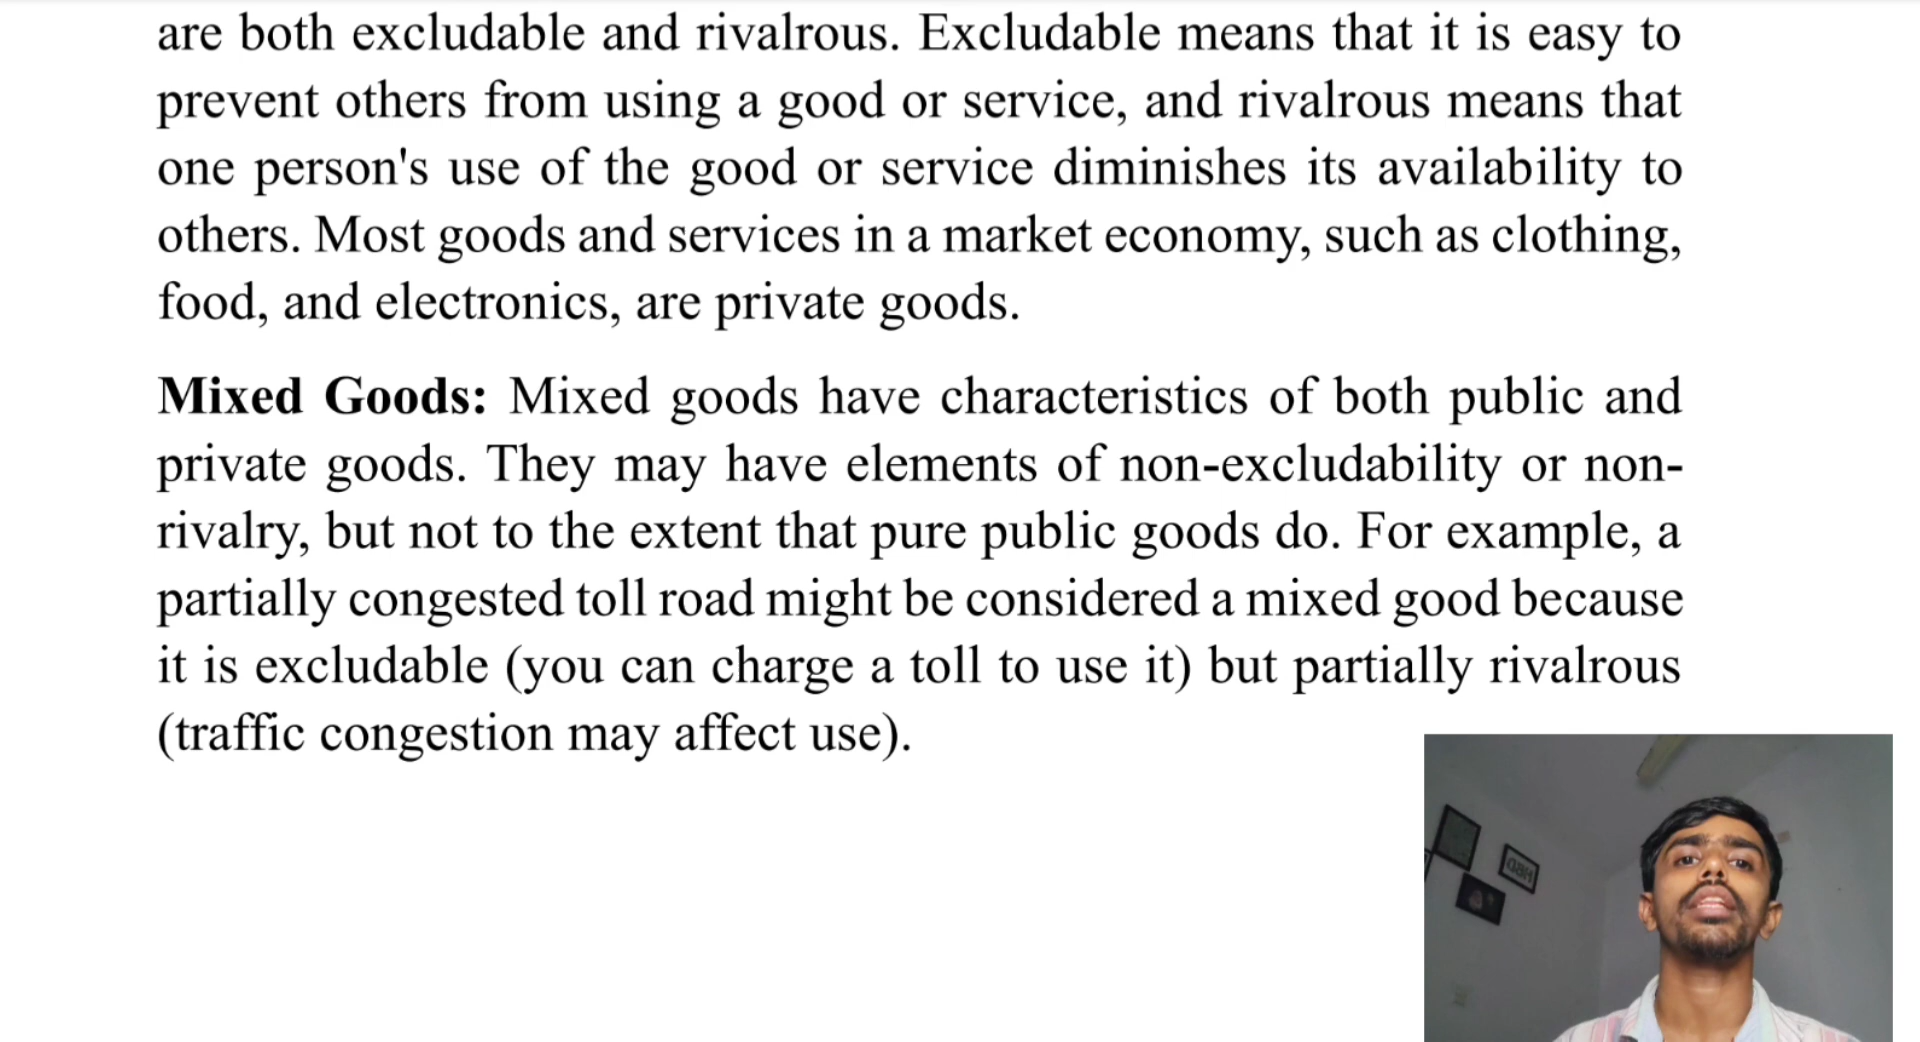 are both excludable and rivalrous. Excludable means that it is easy to
prevent others from using a good or service, and rivalrous means that
one person's use of the good or service diminishes its availability to
others. Most goods and services in a market economy, such as clothing,
food, and electronics, are private goods.
Mixed Goods: Mixed goods have characteristics of both public and
private goods. They may have elements of non-excludability or non-
rivalry, but not to the extent that pure public goods do. For example, a
partially congested toll road might be considered a mixed good because
it is excludable (you can charge a toll to use it) but partially rivalrous
(traffic congestion may affect use).